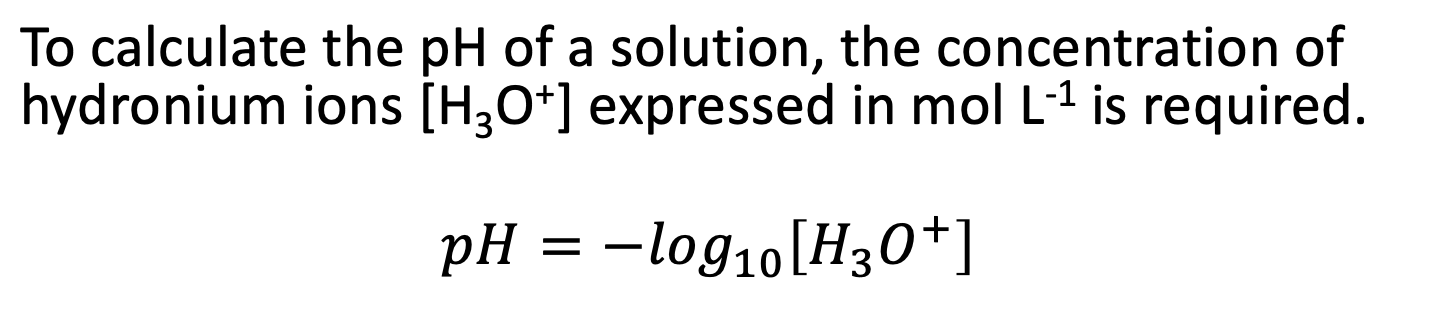 To calculate the pH of a solution, the concentration of
hydronium ions [H₃O⁺] expressed in mol L⁻¹ is required.
pH = −log₁₀[H₃O⁺]